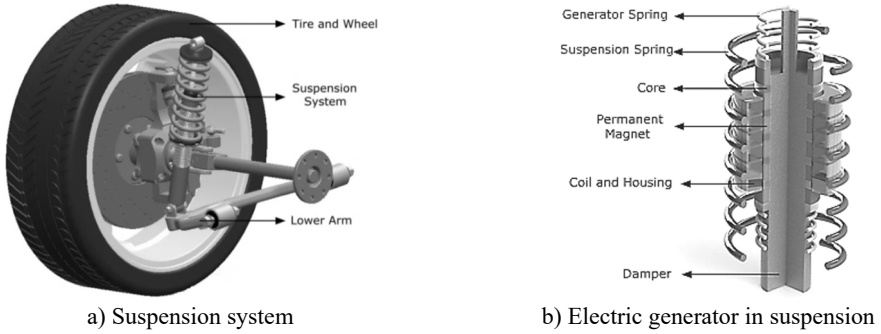 Tire and Wheel
Suspension
System
Lower Arm
a) Suspension system
Generator Spring
Suspension Spring
Core
Permanent
Magnet
Coil and Housing
Damper
b) Electric generator in suspension